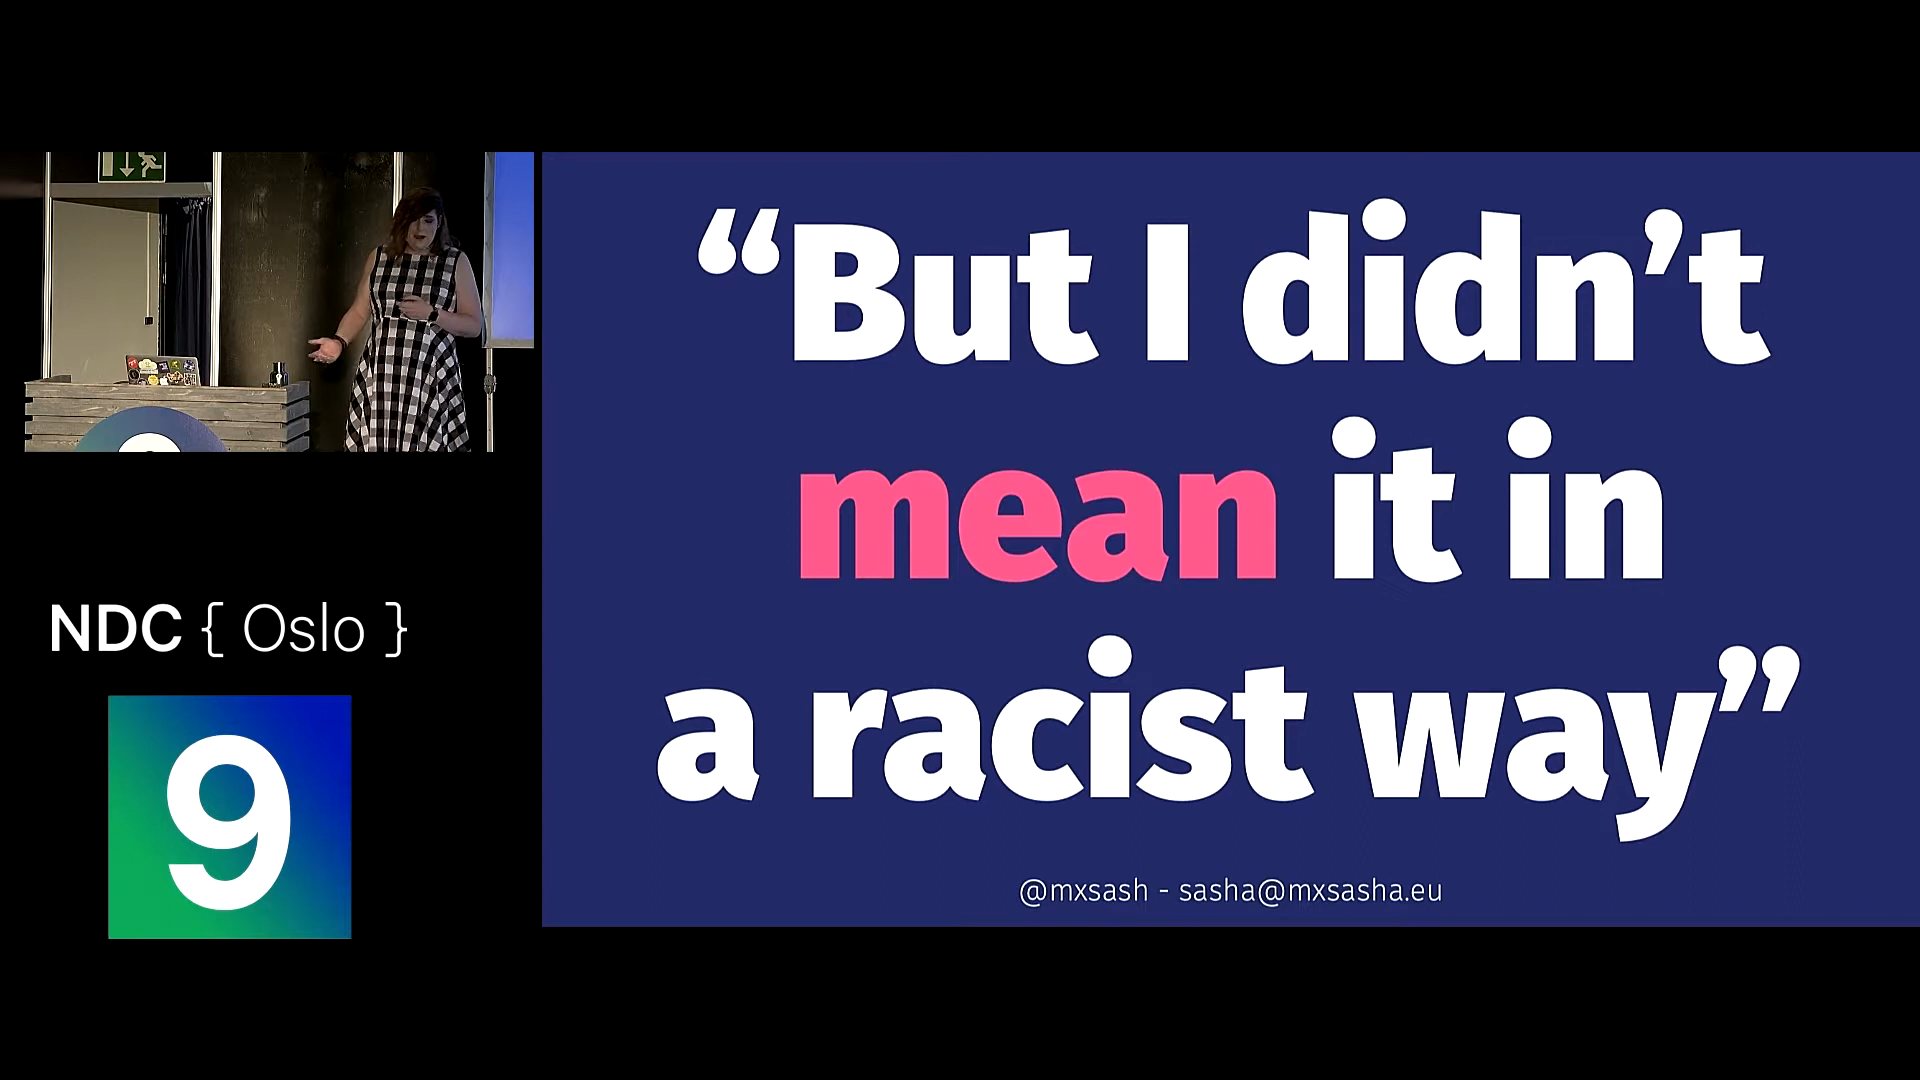 “But I didn’t
mean it in
a racist way”
@mxsash - sasha@mxsasha.eu
NDC { Oslo }
9